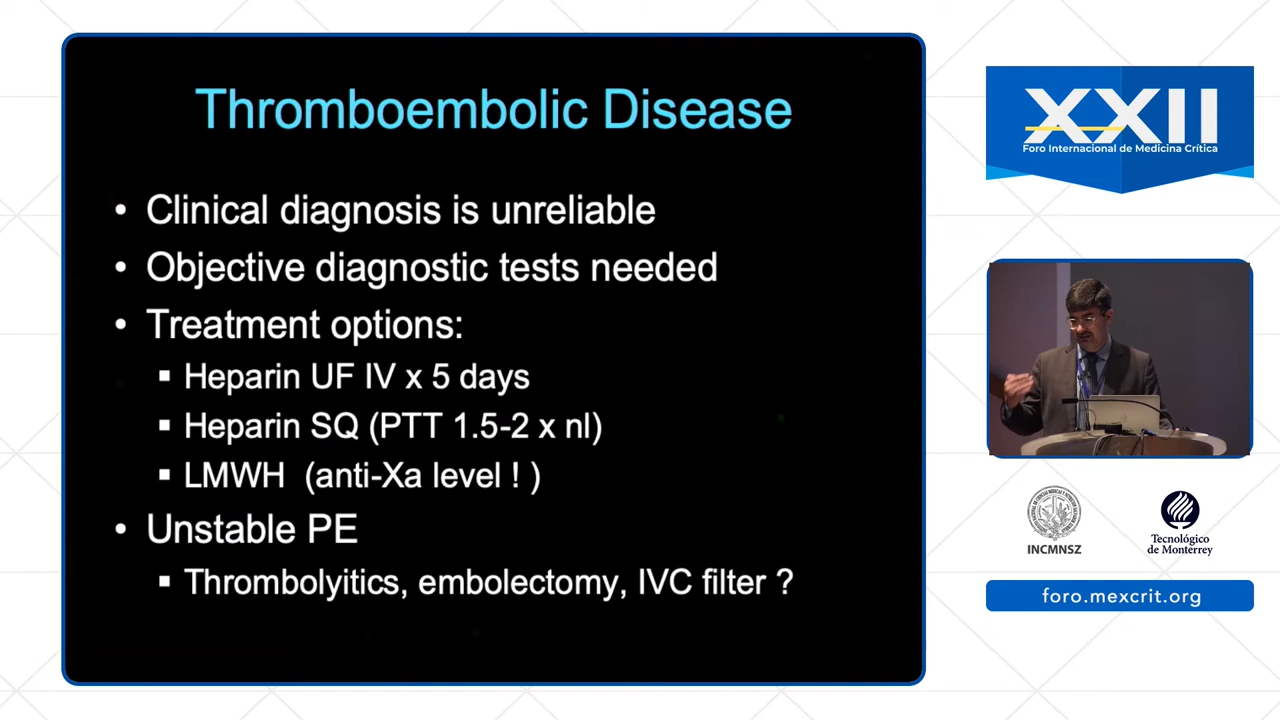 Thromboembolic Disease
• Clinical diagnosis is unreliable
• Objective diagnostic tests needed
• Treatment options:
▪ Heparin UF IV x 5 days
▪ Heparin SQ (PTT 1.5-2 x nl)
▪ LMWH (anti-Xa level ! )
• Unstable PE
▪ Thrombolyitics, embolectomy, IVC filter ?
XXII
Foro Internacional de Medicina Crítica
INCMNSZ
Tecnológico
de Monterrey
foro.mexcrit.org